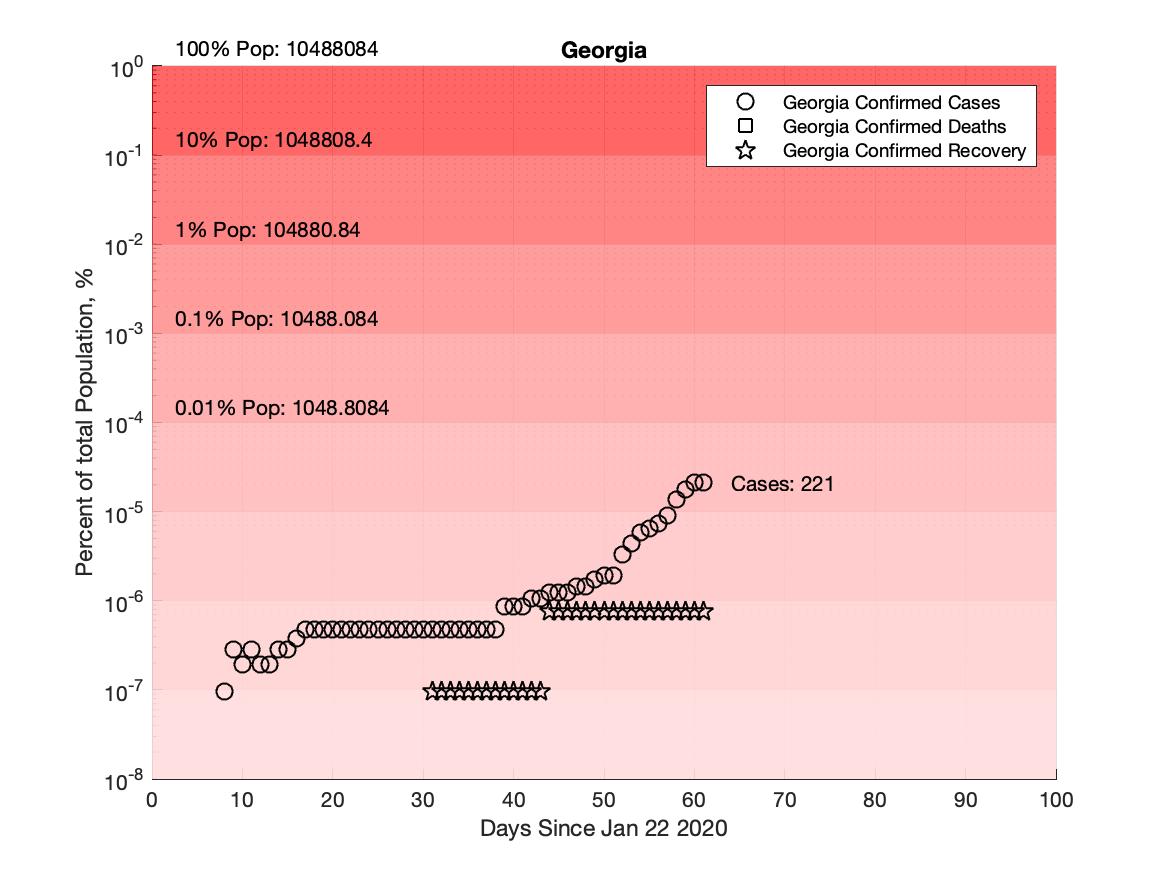 Georgia
100% Pop: 10488084
10% Pop: 1048808.4
1% Pop: 104880.84
0.1% Pop: 10488.084
0.01% Pop: 1048.8084
Georgia Confirmed Cases
Georgia Confirmed Deaths
Georgia Confirmed Recovery
Cases: 221
Percent of total Population, %
10^0
10^-1
10^-2
10^-3
10^-4
10^-5
10^-6
10^-7
10^-8
0 10 20 30 40 50 60 70 80 90 100
Days Since Jan 22 2020